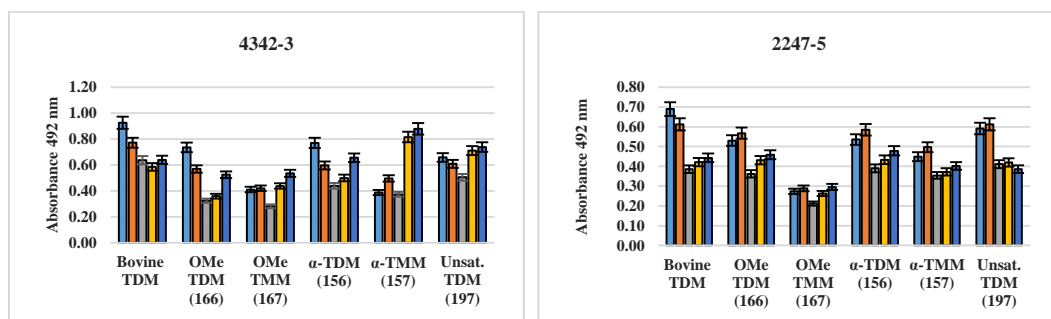 4342-3
Absorbance 492 nm
1.20
1.00
0.80
0.60
0.40
0.20
0.00
Bovine TDM
OMe TDM (166)
OMe TMM (167)
α-TDM (156)
α-TMM (157)
Unsat. TDM (197)
2247-5
Absorbance 492 nm
0.80
0.70
0.60
0.50
0.40
0.30
0.20
0.10
0.00
Bovine TDM
OMe TDM (166)
OMe TMM (167)
α-TDM (156)
α-TMM (157)
Unsat. TDM (197)